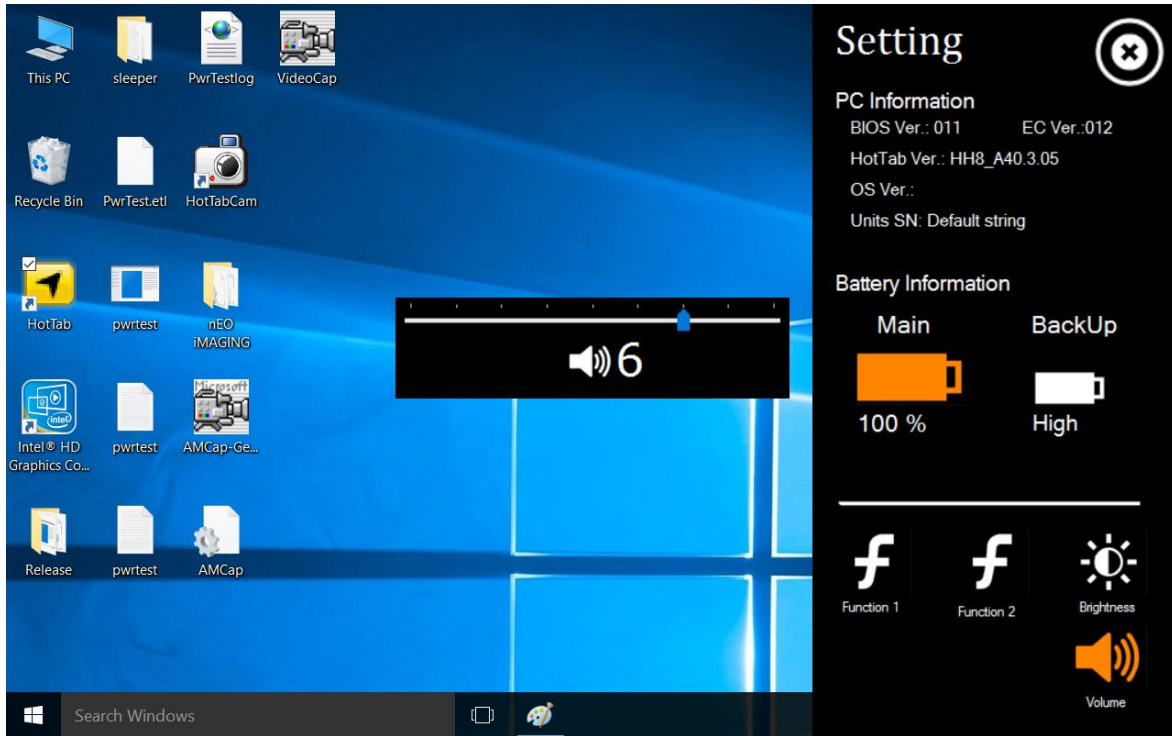 This PC
sleeper
PwrTestlog
VideoCap
Recycle Bin
PwrTest.etl
HotTabCam
HotTab
pwrtest
nEO
iMAGING
Microsoft
intel
Intel® HD
Graphics Co...
pwrtest
AMCap-Ge...
Release
pwrtest
AMCap
6
Search Windows
Setting
PC Information
BIOS Ver.: 011 EC Ver.:012
HotTab Ver.: HH8_A40.3.05
OS Ver.:
Units SN: Default string
Battery Information
Main BackUp
100 % High
Function 1 Function 2 Brightness
Volume